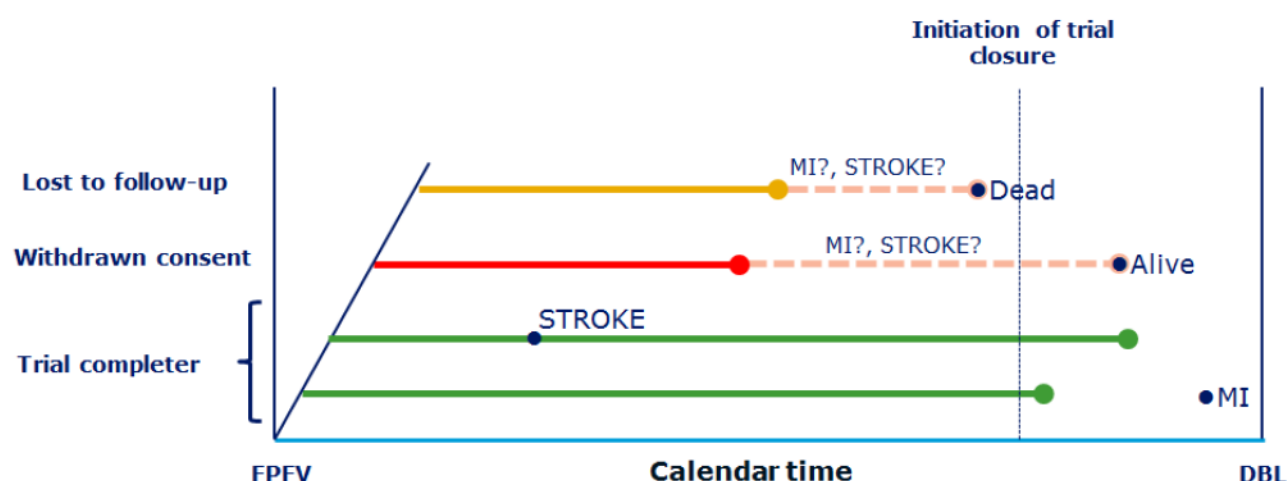 Initiation of trial
closure
Lost to follow-up
MI?, STROKE?
Dead
Withdrawn consent
MI?, STROKE?
Alive
STROKE
Trial completer
MI
FPFV
Calendar time
DBL